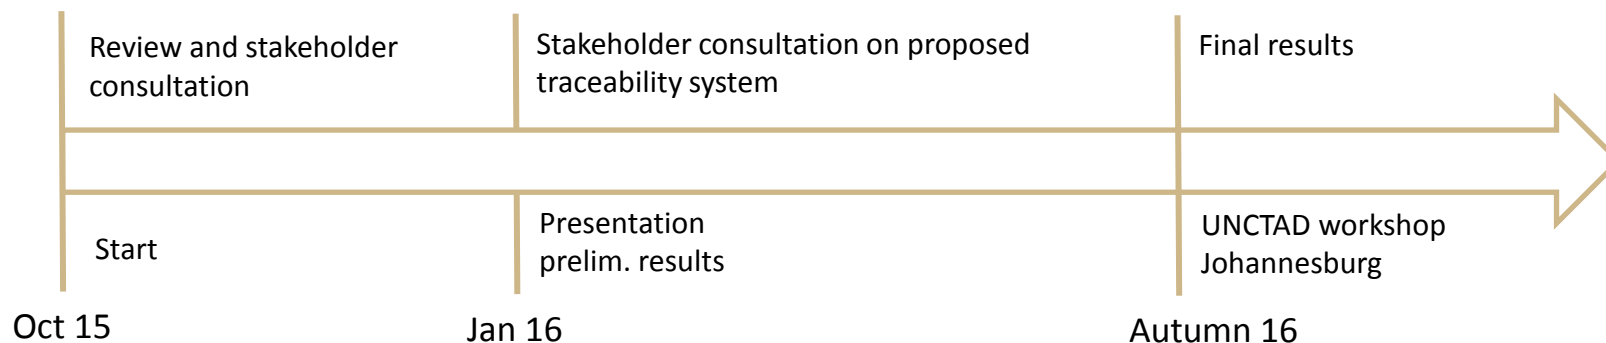 Review and stakeholder
consultation
Stakeholder consultation on proposed
traceability system
Final results
Start
Presentation
prelim. results
UNCTAD workshop
Johannesburg
Oct 15
Jan 16
Autumn 16